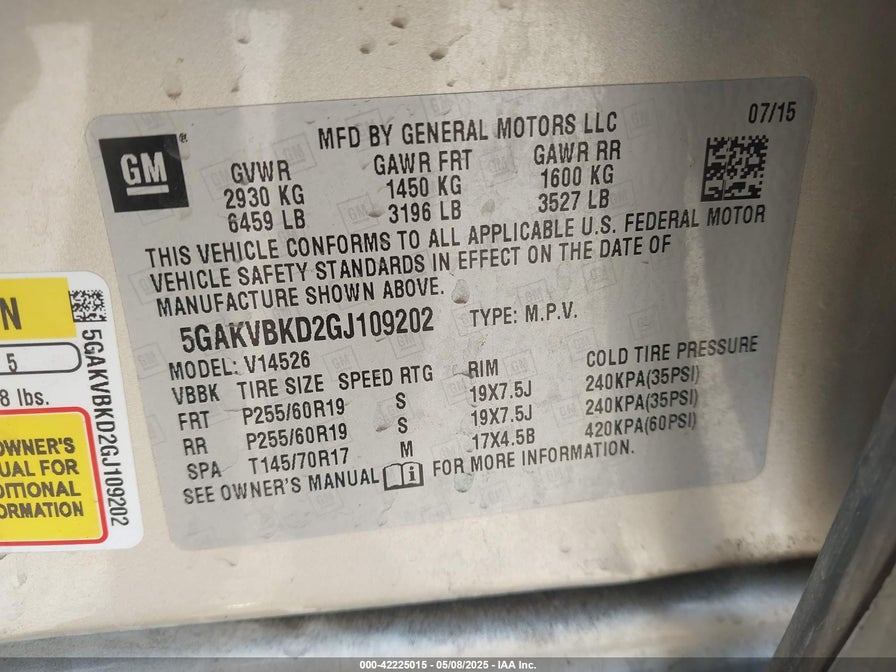 07/15
MFD BY GENERAL MOTORS LLC
GM
®
GVWR GAWR FRT GAWR RR
2930 KG 1450 KG 1600 KG
6459 LB 3196 LB 3527 LB
THIS VEHICLE CONFORMS TO ALL APPLICABLE U.S. FEDERAL MOTOR
VEHICLE SAFETY STANDARDS IN EFFECT ON THE DATE OF
MANUFACTURE SHOWN ABOVE.
5GAKVBKD2GJ109202 TYPE: M.P.V.
MODEL: V14526
VBBK TIRE SIZE SPEED RTG RIM COLD TIRE PRESSURE
FRT P255/60R19 S 19X7.5J 240KPA(35PSI)
RR P255/60R19 S 19X7.5J 240KPA(35PSI)
SPA T145/70R17 M 17X4.5B 420KPA(60PSI)
SEE OWNER'S MANUAL FOR MORE INFORMATION.
N
5
8 lbs.
OWNER'S
UAL FOR
DITIONAL
ORMATION
5GAKVBKD2GJ109202
000-42225015 - 05/08/2025 - IAA Inc.